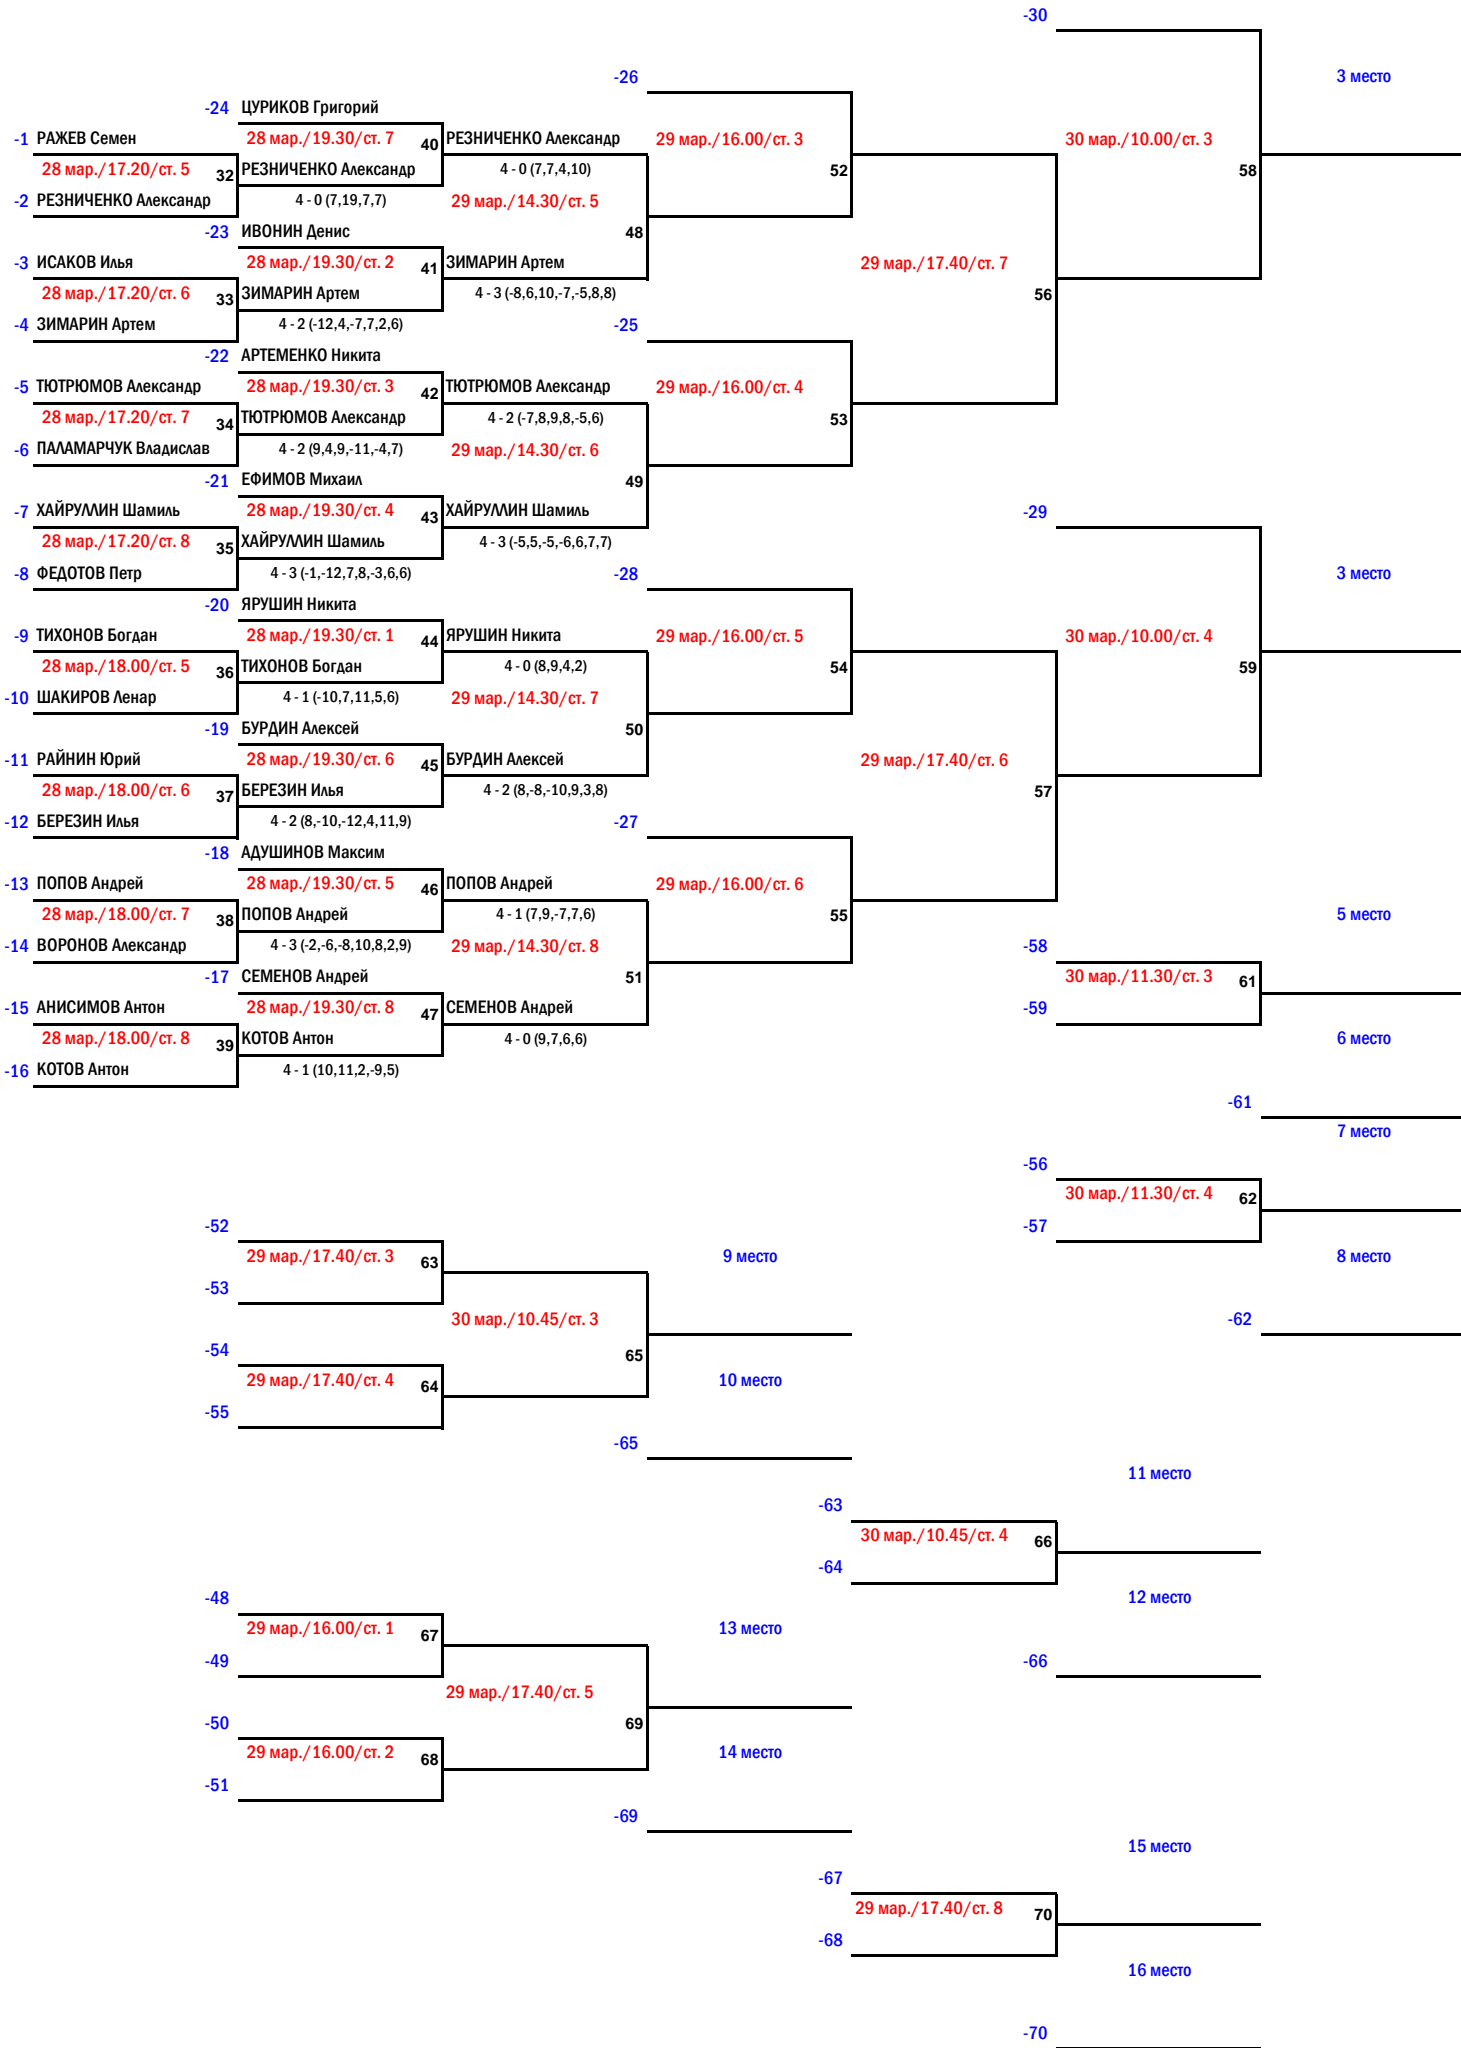 -30
-26
3 место
-24 ЦУРИКОВ Григорий
-1 РАЖЕВ Семен
28 мар./19.30/ст. 7
40
РЕЗНИЧЕНКО Александр
29 мар./16.00/ст. 3
30 мар./10.00/ст. 3
28 мар./17.20/ст. 5
32
РЕЗНИЧЕНКО Александр
4 - 0 (7,7,4,10)
52
58
-2 РЕЗНИЧЕНКО Александр
4 - 0 (7,19,7,7)
29 мар./14.30/ст. 5
-23 ИВОНИН Денис
48
-3 ИСАКОВ Илья
28 мар./19.30/ст. 2
41
ЗИМАРИН Артем
29 мар./17.40/ст. 7
28 мар./17.20/ст. 6
33
ЗИМАРИН Артем
4 - 3 (-8,6,10,-7,-5,8,8)
56
-4 ЗИМАРИН Артем
4 - 2 (-12,4,-7,7,2,6)
-25
-22 АРТЕМЕНКО Никита
-5 ТЮТРЮМОВ Александр
28 мар./19.30/ст. 3
42
ТЮТРЮМОВ Александр
29 мар./16.00/ст. 4
28 мар./17.20/ст. 7
34
ТЮТРЮМОВ Александр
4 - 2 (-7,8,9,8,-5,6)
53
-6 ПАЛАМАРЧУК Владислав
4 - 2 (9,4,9,-11,-4,7)
29 мар./14.30/ст. 6
-21 ЕФИМОВ Михаил
49
-7 ХАЙРУЛЛИН Шамиль
28 мар./19.30/ст. 4
43
ХАЙРУЛЛИН Шамиль
-29
28 мар./17.20/ст. 8
35
ХАЙРУЛЛИН Шамиль
4 - 3 (-5,5,-5,-6,6,7,7)
-8 ФЕДОТОВ Петр
4 - 3 (-1,-12,7,8,-3,6,6)
-28
3 место
-20 ЯРУШИН Никита
-9 ТИХОНОВ Богдан
28 мар./19.30/ст. 1
44
ЯРУШИН Никита
29 мар./16.00/ст. 5
30 мар./10.00/ст. 4
28 мар./18.00/ст. 5
36
ТИХОНОВ Богдан
4 - 0 (8,9,4,2)
54
59
-10 ШАКИРОВ Ленар
4 - 1 (-10,7,11,5,6)
29 мар./14.30/ст. 7
-19 БУРДИН Алексей
50
-11 РАЙНИН Юрий
28 мар./19.30/ст. 6
45
БУРДИН Алексей
29 мар./17.40/ст. 6
28 мар./18.00/ст. 6
37
БЕРЕЗИН Илья
4 - 2 (8,-8,-10,9,3,8)
57
-12 БЕРЕЗИН Илья
4 - 2 (8,-10,-12,4,11,9)
-27
-18 АДУШИНОВ Максим
-13 ПОПОВ Андрей
28 мар./19.30/ст. 5
46
ПОПОВ Андрей
29 мар./16.00/ст. 6
28 мар./18.00/ст. 7
38
ПОПОВ Андрей
4 - 1 (7,9,-7,7,6)
55
5 место
-14 ВОРОНОВ Александр
4 - 3 (-2,-6,-8,10,8,2,9)
29 мар./14.30/ст. 8
-58
-17 СЕМЕНОВ Андрей
51
30 мар./11.30/ст. 3
61
-15 АНИСИМОВ Антон
28 мар./19.30/ст. 8
47
СЕМЕНОВ Андрей
-59
28 мар./18.00/ст. 8
39
КОТОВ Антон
4 - 0 (9,7,6,6)
6 место
-16 КОТОВ Антон
4 - 1 (10,11,2,-9,5)
-61
7 место
-56
30 мар./11.30/ст. 4
62
-52
-57
29 мар./17.40/ст. 3
63
9 место
8 место
-53
30 мар./10.45/ст. 3
-62
-54
65
29 мар./17.40/ст. 4
64
10 место
-55
-65
11 место
-63
30 мар./10.45/ст. 4
66
-64
-48
12 место
29 мар./16.00/ст. 1
67
13 место
-49
-66
29 мар./17.40/ст. 5
-50
69
29 мар./16.00/ст. 2
68
14 место
-51
-69
15 место
-67
29 мар./17.40/ст. 8
70
-68
16 место
-70